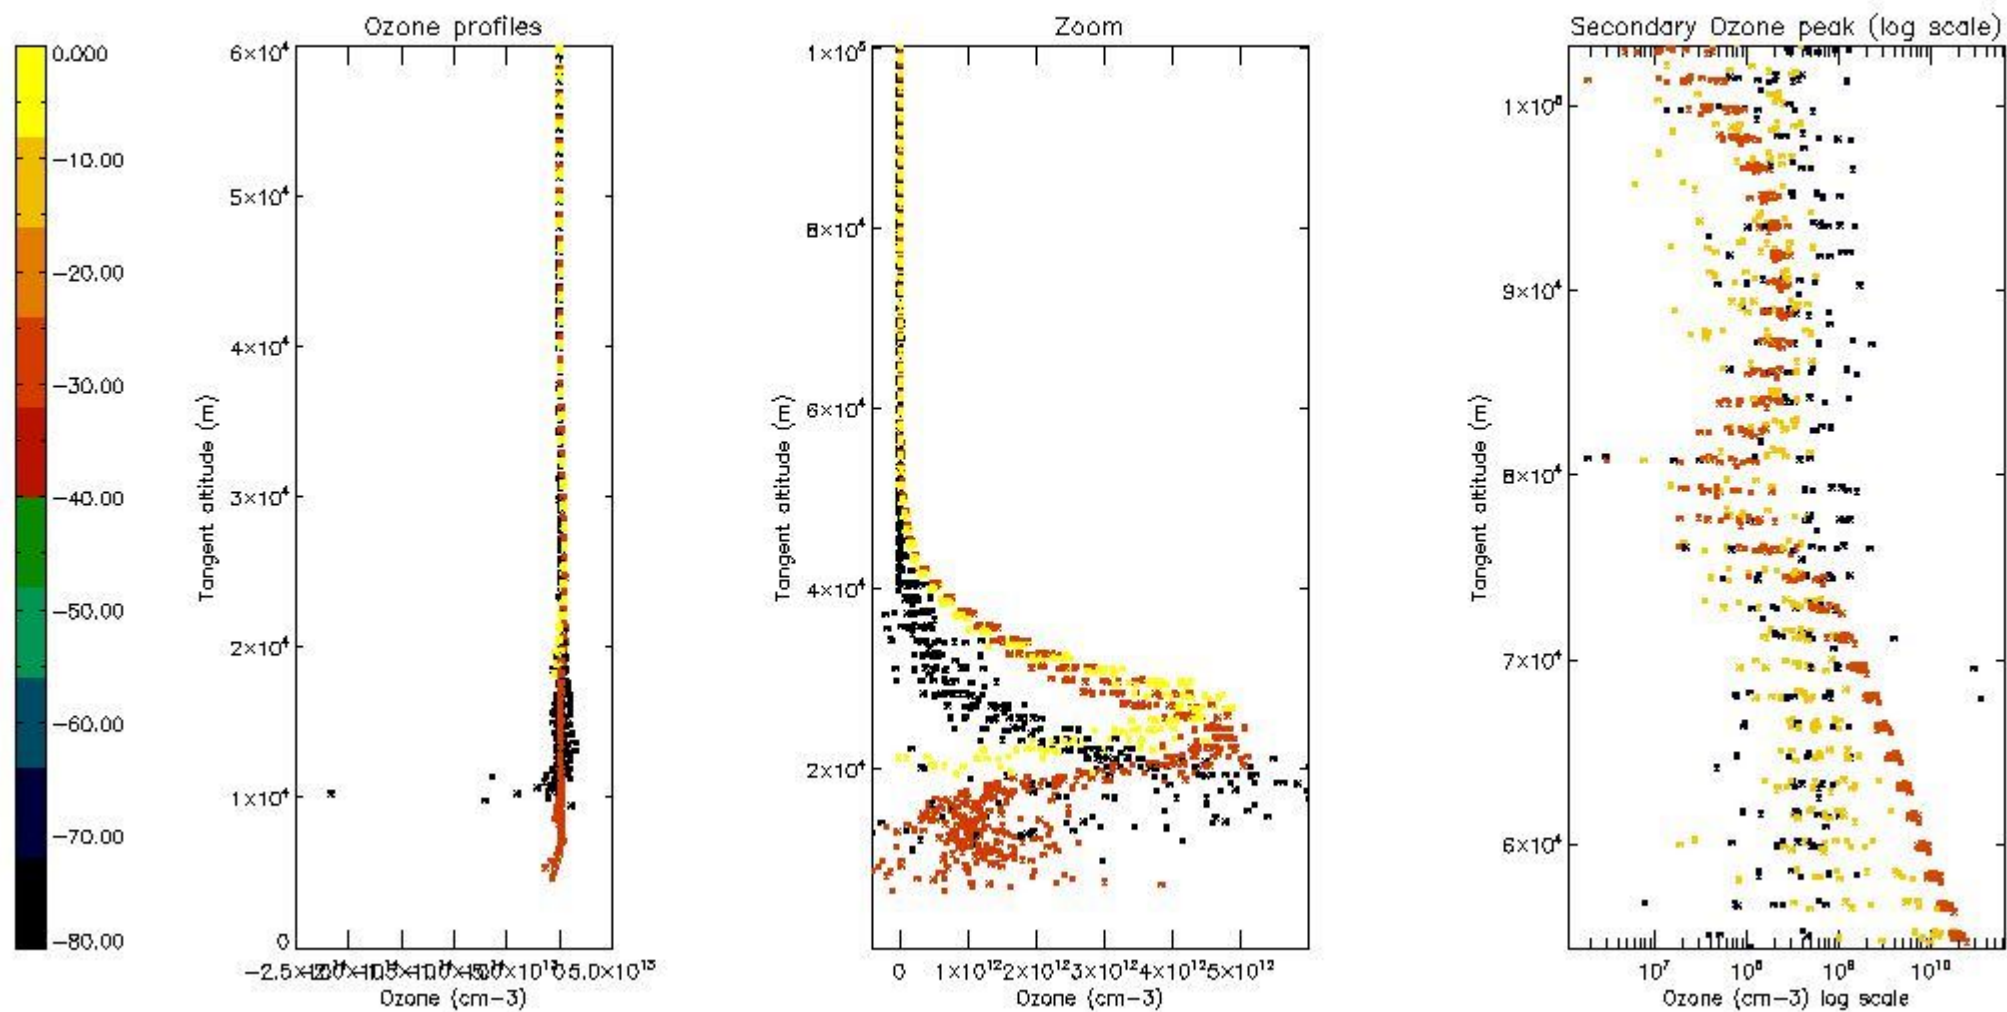 Ozone profiles
Zoom
Secondary Ozone peak (log scale)
0.000
−10.00
−20.00
−30.00
−40.00
−50.00
−60.00
−70.00
−80.00
6×10⁴
5×10⁴
4×10⁴
3×10⁴
2×10⁴
1×10⁴
0
Tangent altitude (m)
5.0×10¹³
Ozone (cm−3)
1×10⁵
8×10⁴
6×10⁴
4×10⁴
2×10⁴
Tangent altitude (m)
0 1×10¹² 2×10¹² 3×10¹² 4×10¹² 5×10¹²
Ozone (cm−3)
9×10⁴
8×10⁴
7×10⁴
6×10⁴
Tangent altitude (m)
10⁷ 10⁸ 10⁹ 10¹⁰
Ozone (cm−3) log scale